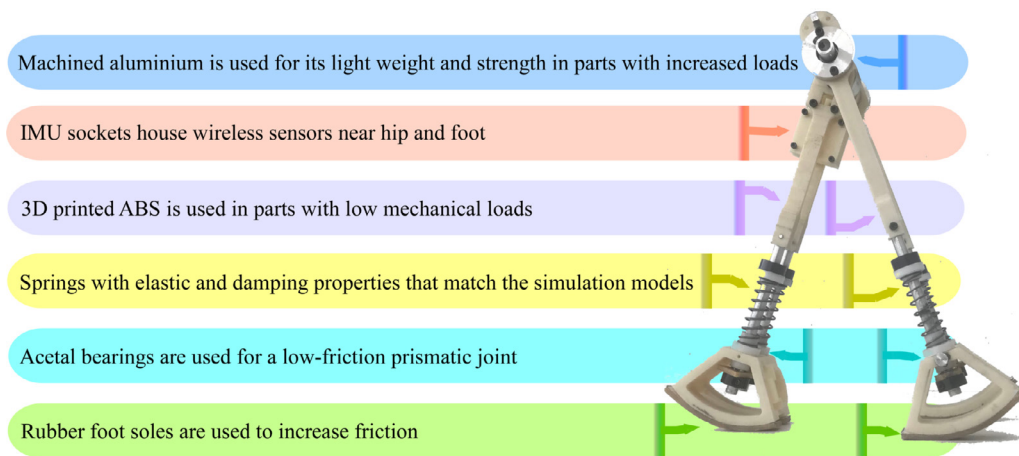 Machined aluminium is used for its light weight and strength in parts with increased loads
IMU sockets house wireless sensors near hip and foot
3D printed ABS is used in parts with low mechanical loads
Springs with elastic and damping properties that match the simulation models
Acetal bearings are used for a low-friction prismatic joint
Rubber foot soles are used to increase friction